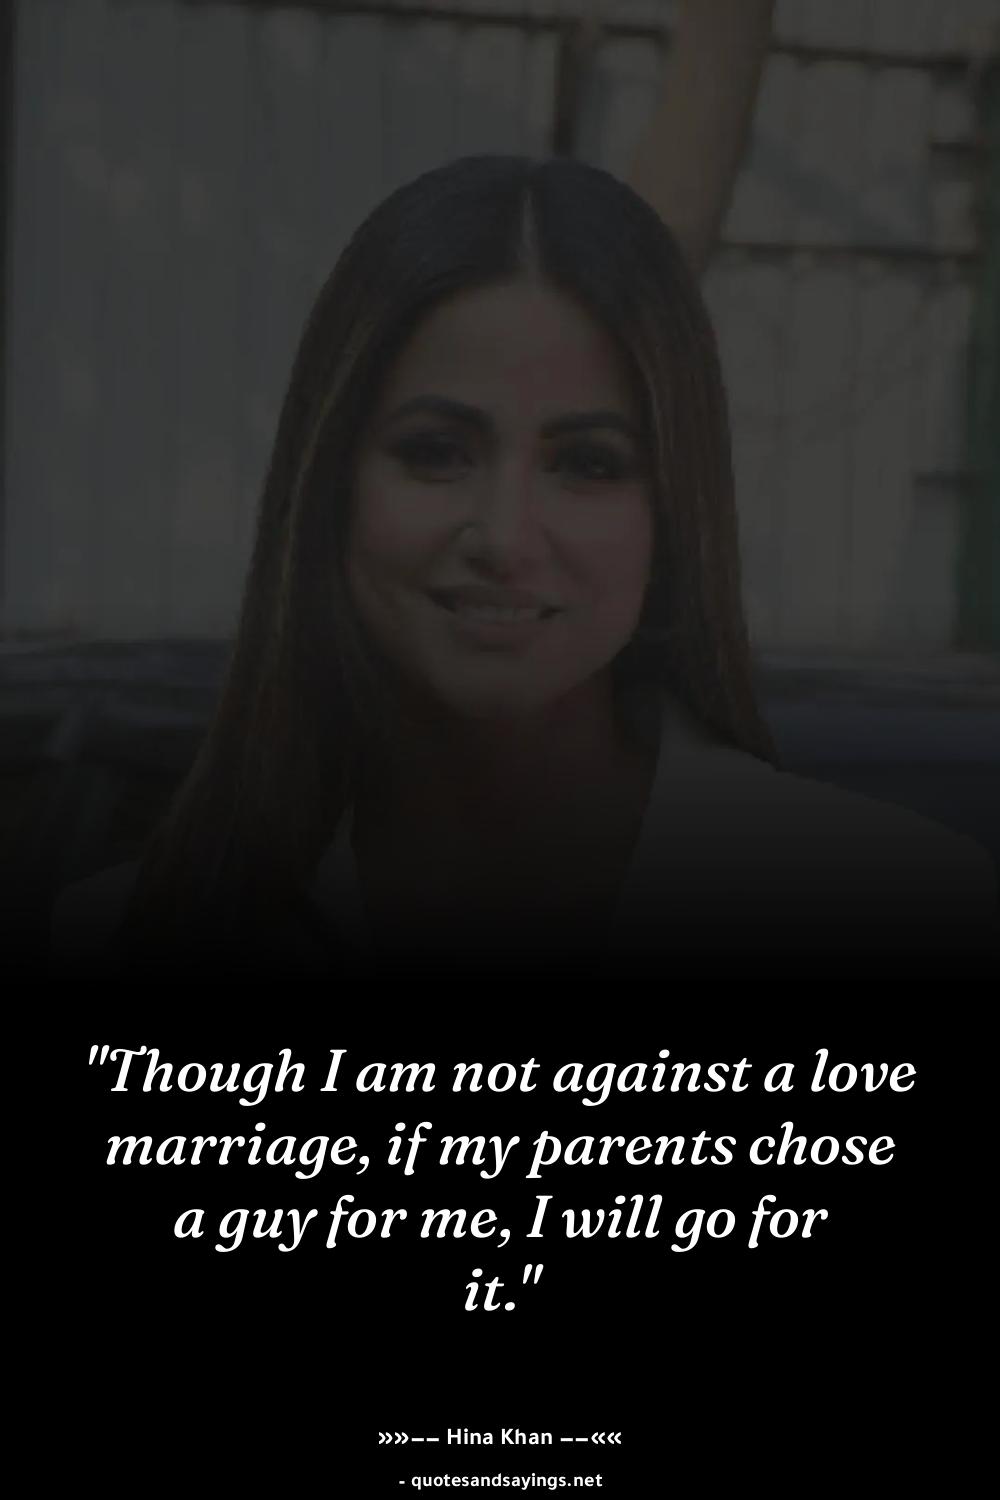 "Though I am not against a love
marriage, if my parents chose
a guy for me, I will go for
it."
»»–– Hina Khan ––««
- quotesandsayings.net